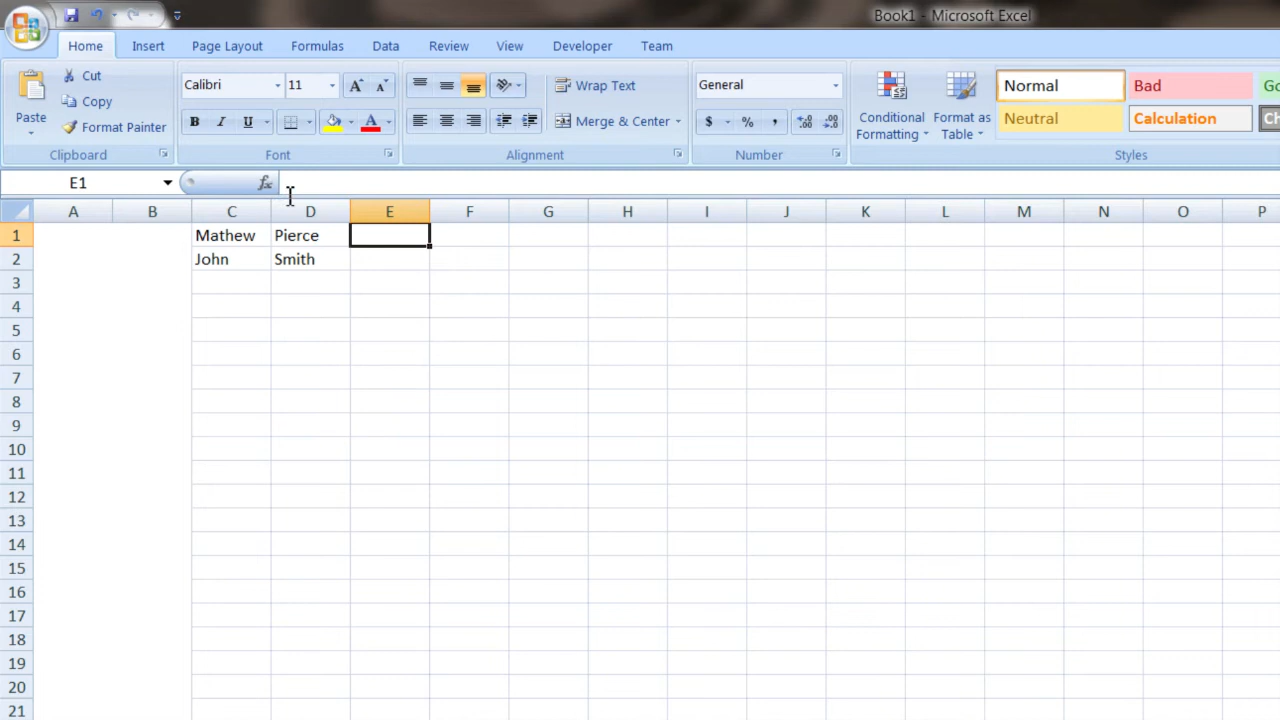 Book1 - Microsoft Excel
Home Insert Page Layout Formulas Data Review View Developer Team
Paste
Cut
Copy
Format Painter
Clipboard
Calibri 11 A A
B I U A
Font
Wrap Text
Merge & Center
Alignment
General
$ % ,
Number
Conditional Formatting
Format as Table
Normal Bad
Neutral Calculation
Styles
E1 fx
A B C D E F G H I J K L M N O P
1 Mathew Pierce
2 John Smith
3
4
5
6
7
8
9
10
11
12
13
14
15
16
17
18
19
20
21